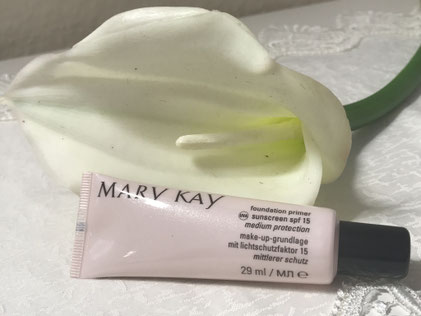 MARY KAY
foundation primer
sunscreen spf 15
medium protection
make-up-grundlage
mit lichtschutzfaktor 15
mittlerer schutz
29 ml / мл ℮